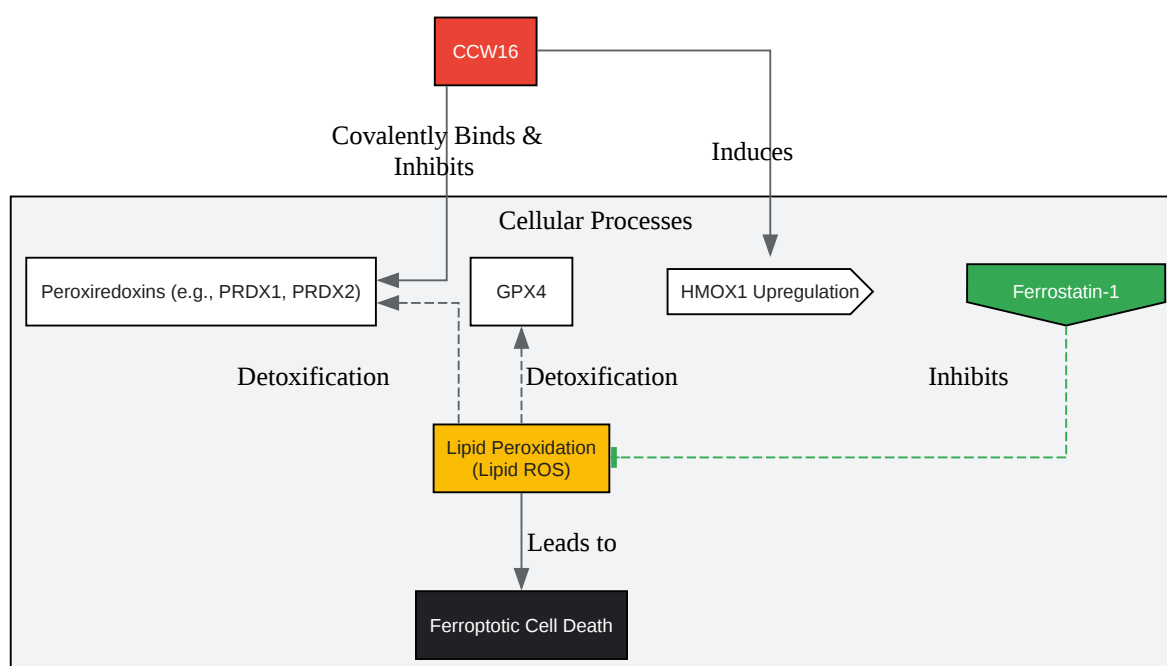 CCW16
Covalently Binds &
Inhibits
Induces
Cellular Processes
Peroxiredoxins (e.g., PRDX1, PRDX2)
GPX4
HMOX1 Upregulation
Ferrostatin-1
Detoxification
Detoxification
Inhibits
Lipid Peroxidation
(Lipid ROS)
Leads to
Ferroptotic Cell Death